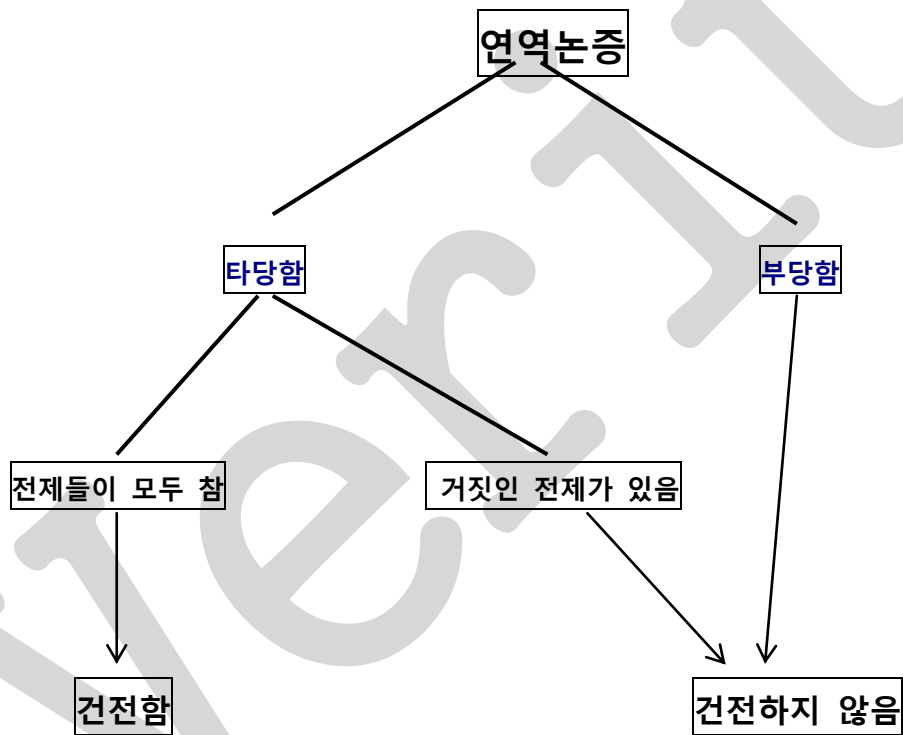 연역논증
타당함
부당함
전제들이 모두 참
거짓인 전제가 있음
건전함
건전하지 않음